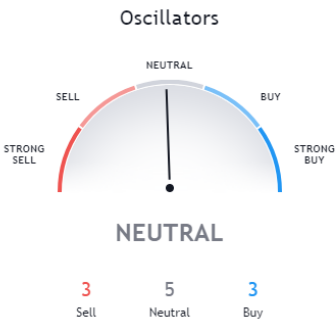 Oscillators
NEUTRAL
SELL BUY
STRONG SELL STRONG BUY
NEUTRAL
3 5 3
Sell Neutral Buy